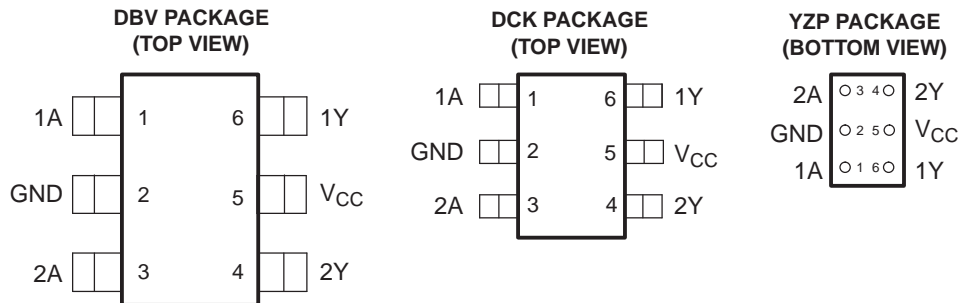 DBV PACKAGE
(TOP VIEW)
1A 1 6 1Y
GND 2 5 VCC
2A 3 4 2Y
DCK PACKAGE
(TOP VIEW)
1A 1 6 1Y
GND 2 5 VCC
2A 3 4 2Y
YZP PACKAGE
(BOTTOM VIEW)
2A 3 4 2Y
GND 2 5 VCC
1A 1 6 1Y